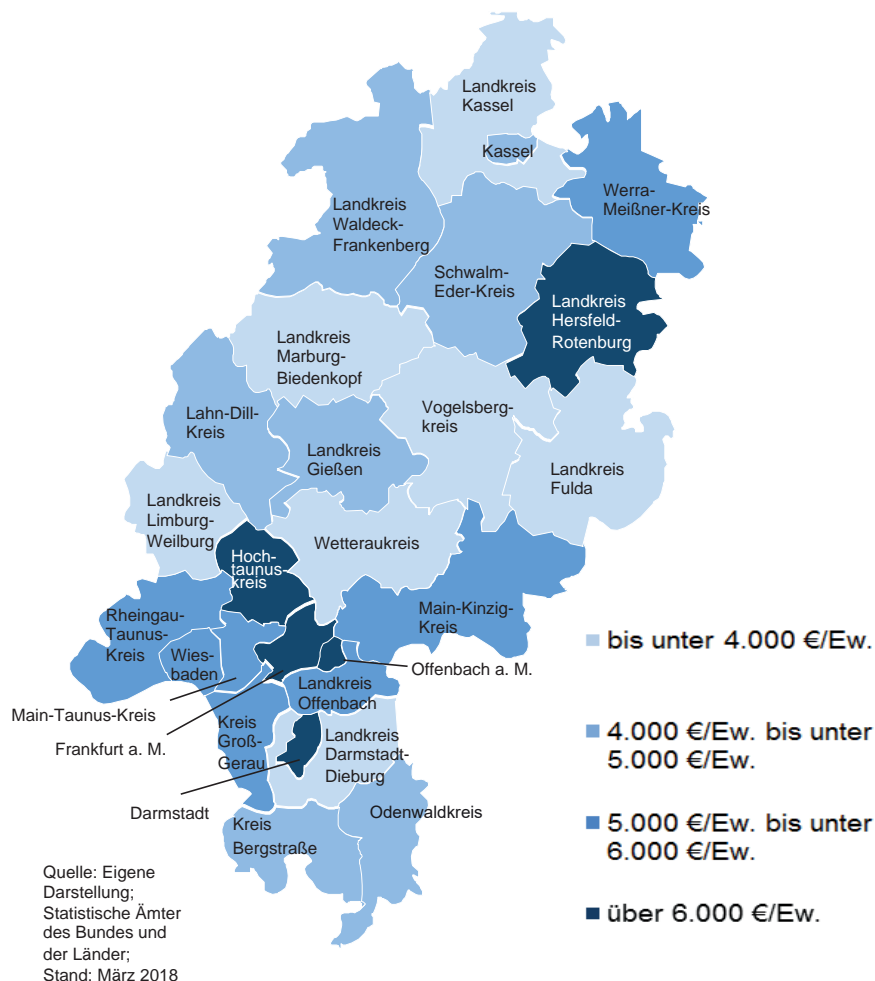 Landkreis
Kassel
Kassel
Werra-
Meißner-Kreis
Landkreis
Waldeck-
Frankenberg
Schwalm-
Eder-Kreis
Landkreis
Hersfeld-
Rotenburg
Landkreis
Marburg-
Biedenkopf
Lahn-Dill-
Kreis
Vogelsberg-
kreis
Landkreis
Gießen
Landkreis
Fulda
Landkreis
Limburg-
Weilburg
Wetteraukreis
Hoch-
taunus-
kreis
Main-Kinzig-
Kreis
Rheingau-
Taunus-
Kreis
Wies-
baden
Offenbach a. M.
Landkreis
Offenbach
Main-Taunus-Kreis
Kreis
Groß-
Gerau
Frankfurt a. M.
Landkreis
Darmstadt-
Dieburg
Darmstadt
Odenwaldkreis
Kreis
Bergstraße
bis unter 4.000 €/Ew.
4.000 €/Ew. bis unter
5.000 €/Ew.
5.000 €/Ew. bis unter
6.000 €/Ew.
über 6.000 €/Ew.
Quelle: Eigene
Darstellung;
Statistische Ämter
des Bundes und
der Länder;
Stand: März 2018